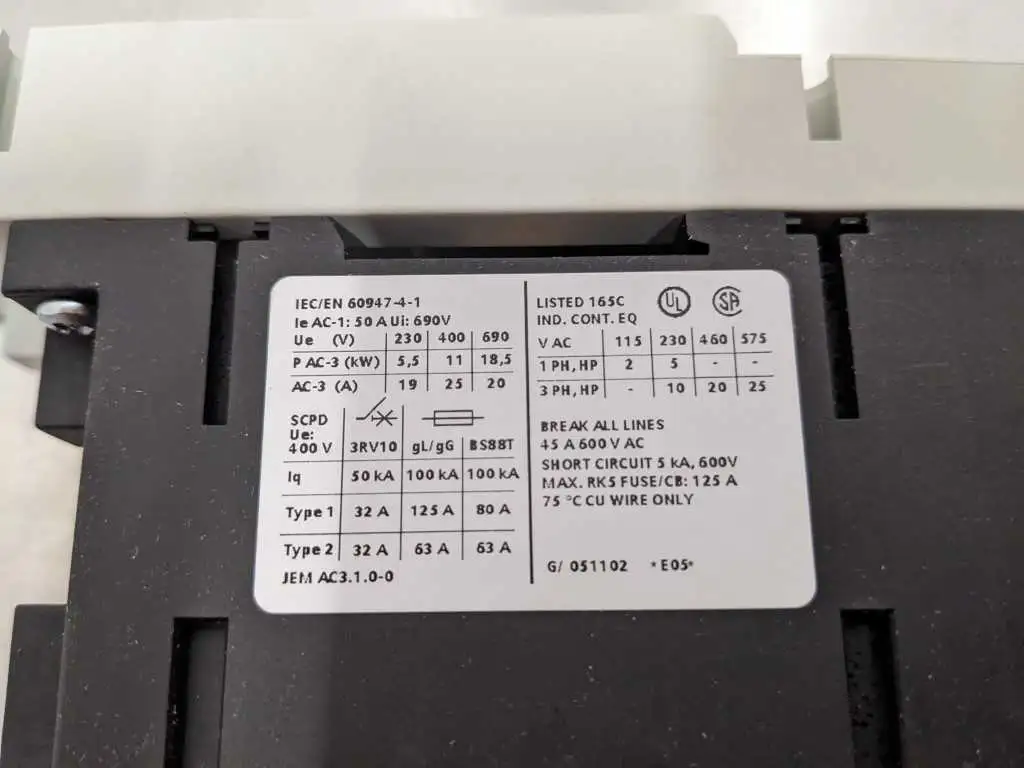 IEC/EN 60947-4-1
Ie AC-1: 50 A Ui: 690V
Ue (V) 230 400 690
P AC-3 (kW) 5,5 11 18,5
AC-3 (A) 19 25 20
SCPD
Ue:
400 V 3RV10 gL/gG BS88T
Iq 50 kA 100 kA 100 kA
Type 1 32 A 125 A 80 A
Type 2 32 A 63 A 63 A
JEM AC3.1.0-0
LISTED 165C UL SA
IND. CONT. EQ
V AC 115 230 460 575
1 PH, HP 2 5 - -
3 PH, HP - 10 20 25
BREAK ALL LINES
45 A 600 V AC
SHORT CIRCUIT 5 kA, 600V
MAX. RK5 FUSE/CB: 125 A
75 °C CU WIRE ONLY
G/ 051102 *E05*